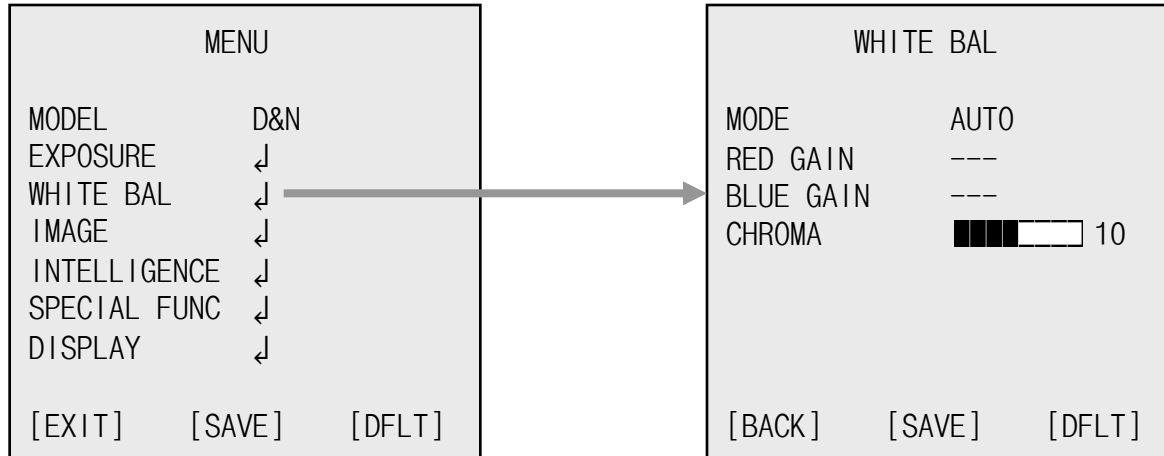 MENU
MODEL D&N
EXPOSURE ↲
WHITE BAL ↲
IMAGE ↲
INTELLIGENCE ↲
SPECIAL FUNC ↲
DISPLAY ↲
[EXIT] [SAVE] [DFLT]
WHITE BAL
MODE AUTO
RED GAIN ---
BLUE GAIN ---
CHROMA 10
[BACK] [SAVE] [DFLT]